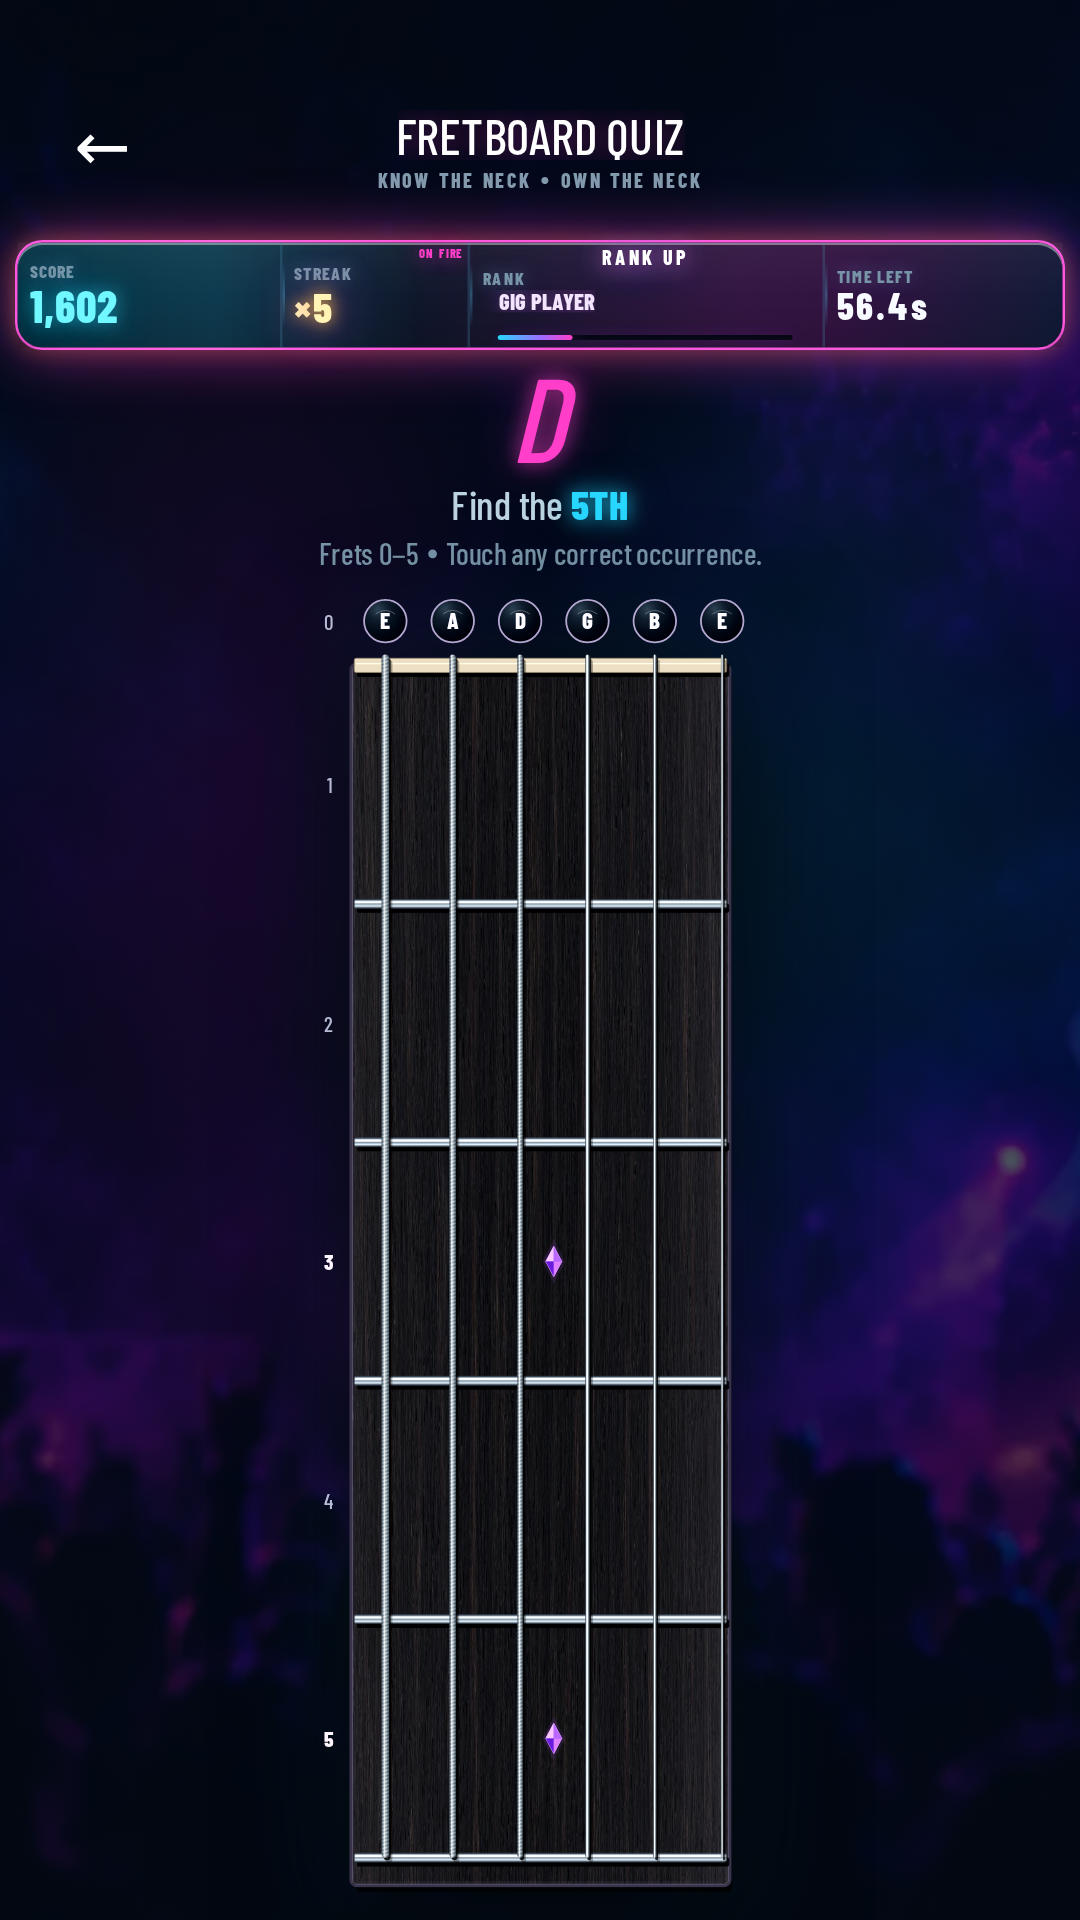 FRETBOARD QUIZ
KNOW THE NECK • OWN THE NECK
SCORE
1,602
STREAK
ON FIRE
×5
RANK UP
RANK
GIG PLAYER
TIME LEFT
56.4s
D
Find the 5TH
Frets 0–5 • Touch any correct occurrence.
0 E A D G B E
1
2
3
4
5